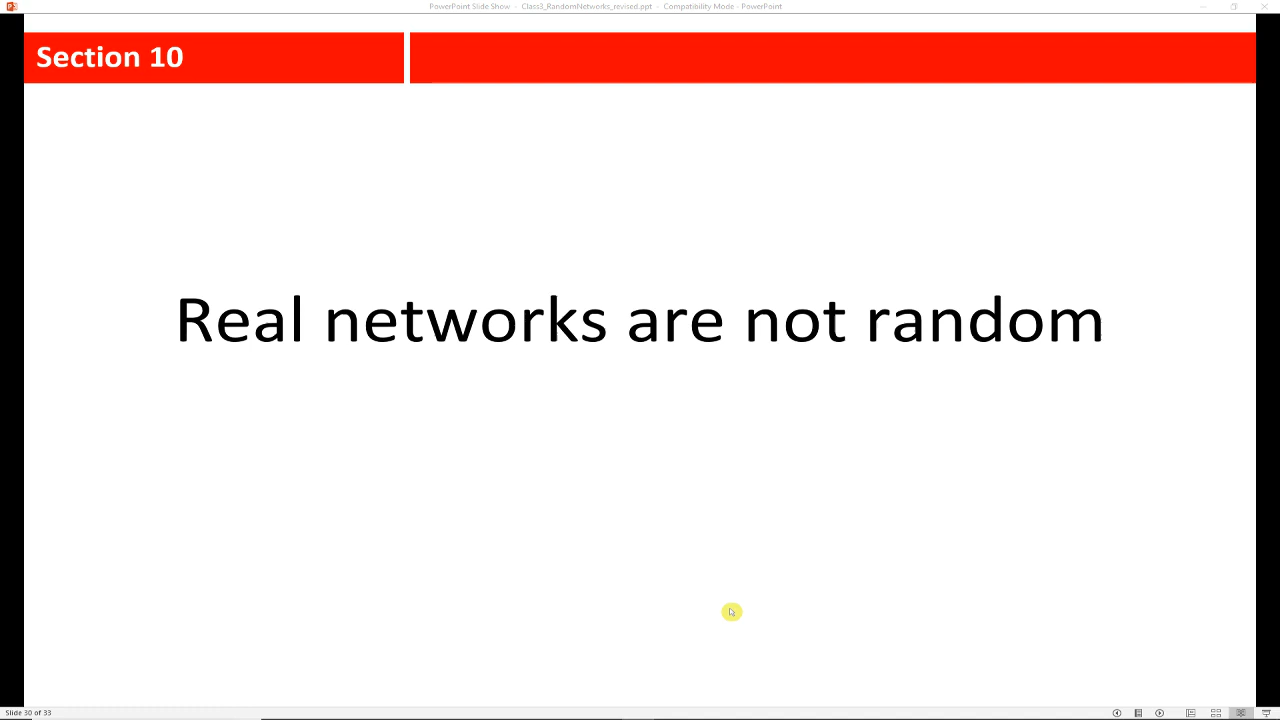 PowerPoint Slide Show - Class3_RandomNetworks_revised.ppt - Compatibility Mode - PowerPoint
Section 10
Real networks are not random
Slide 30 of 33